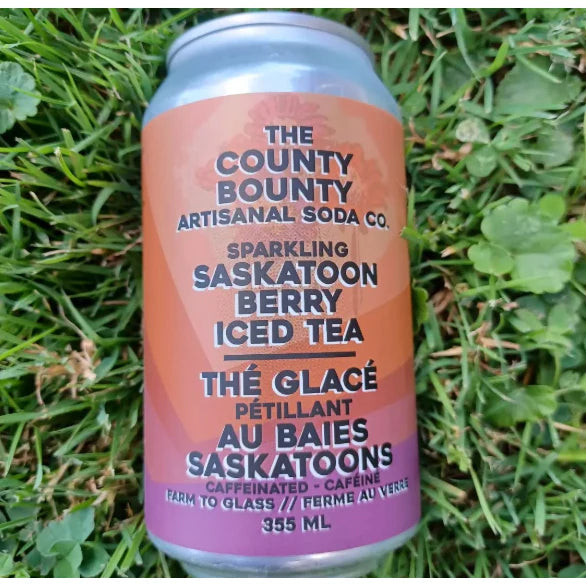 THE
COUNTY
BOUNTY
ARTISANAL SODA CO.
SPARKLING
SASKATOON
BERRY
ICED TEA
THÉ GLACÉ
PÉTILLANT
AU BAIES
SASKATOONS
CAFFEINATED - CAFÉINÉ
FARM TO GLASS // FERME AU VERRE
355 ML